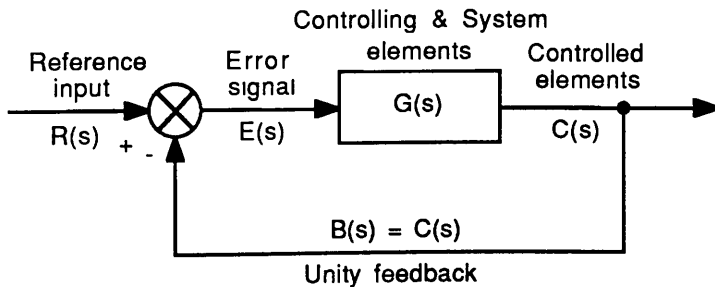 Controlling & System
elements
Reference
input
Error
signal
Controlled
elements
G(s)
R(s)
+
-
E(s)
C(s)
B(s) = C(s)
Unity feedback